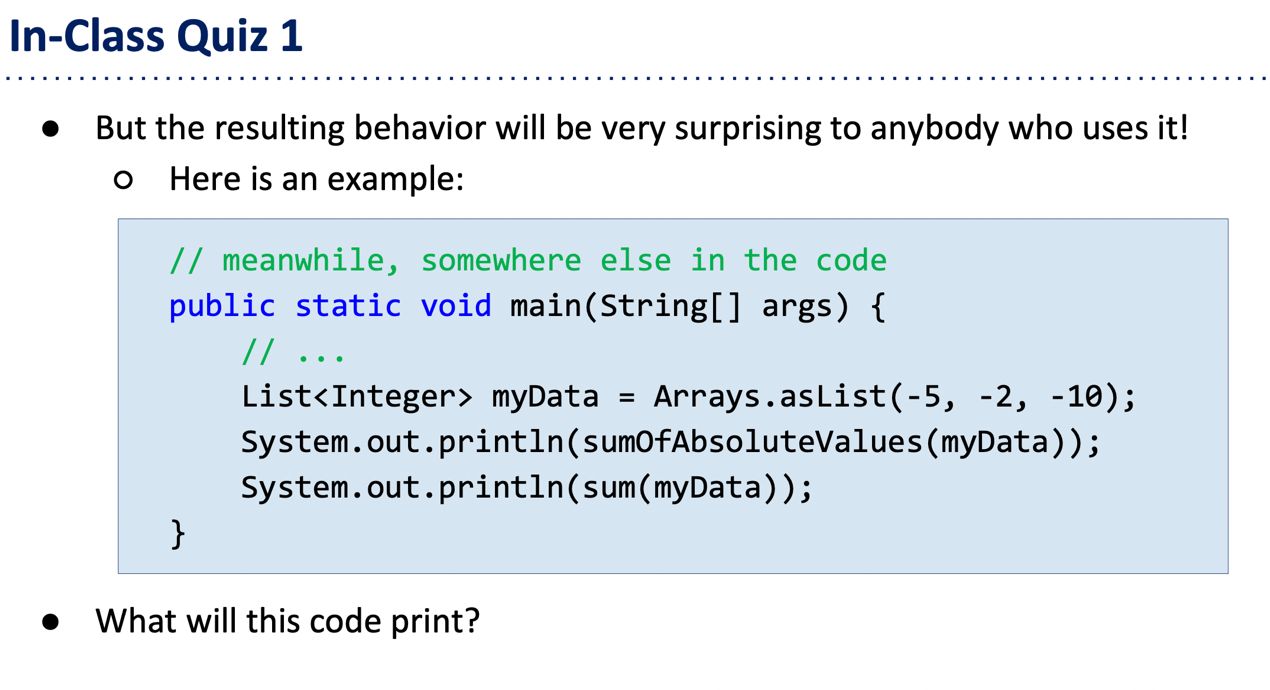 In-Class Quiz 1
● But the resulting behavior will be very surprising to anybody who uses it!
○ Here is an example:
// meanwhile, somewhere else in the code
public static void main(String[] args) {
    // ...
    List<Integer> myData = Arrays.asList(-5, -2, -10);
    System.out.println(sumOfAbsoluteValues(myData));
    System.out.println(sum(myData));
}
● What will this code print?